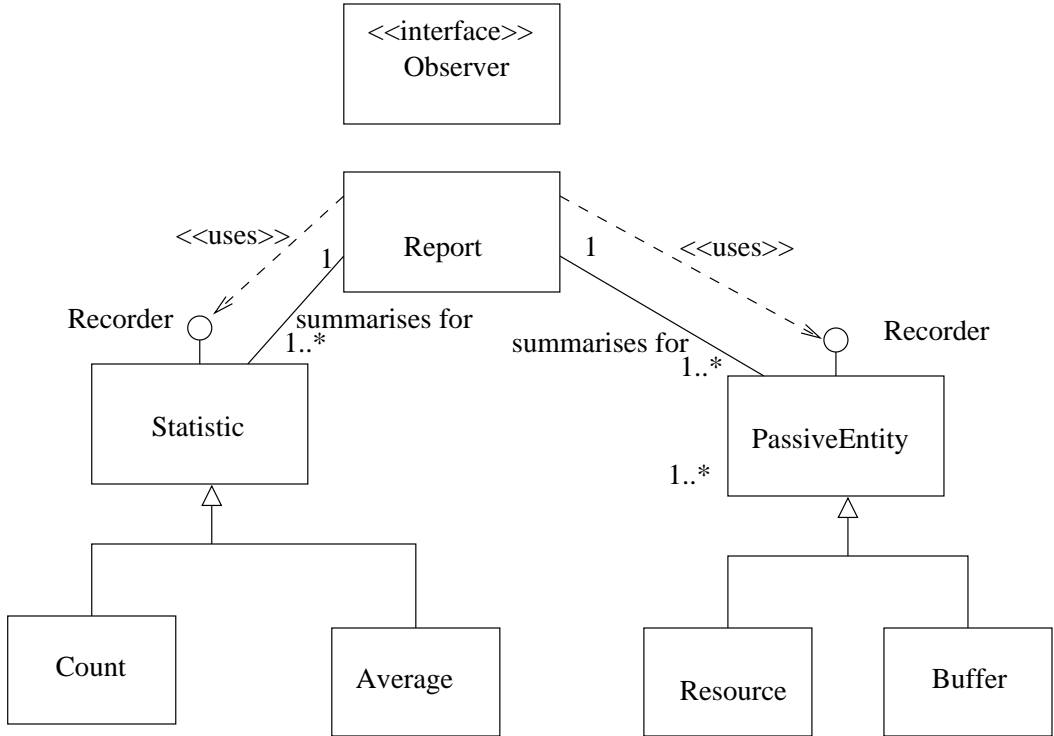 <<interface>>
Observer
<<uses>>
1
Report
1
<<uses>>
Recorder
summarises for
1..*
summarises for
1..*
Recorder
Statistic
PassiveEntity
1..*
Count
Average
Resource
Buffer